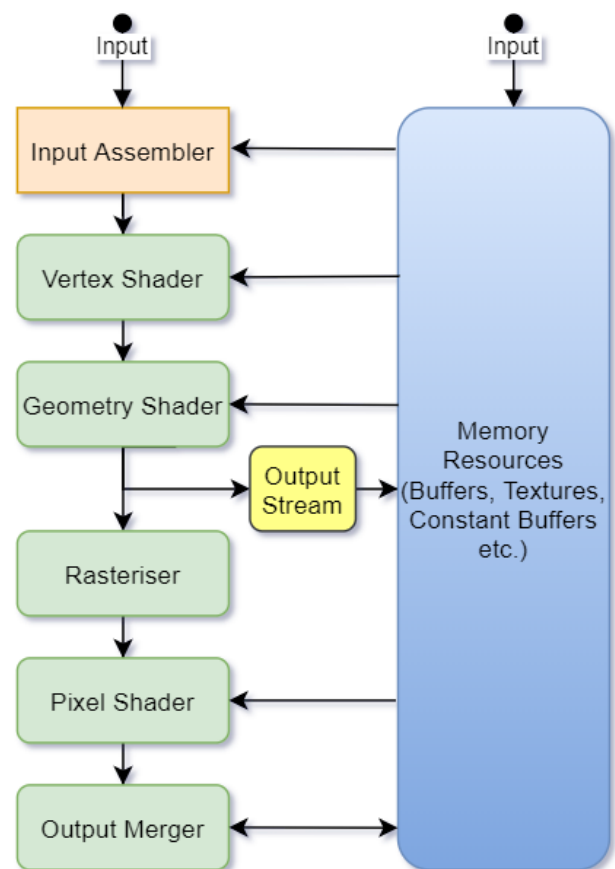 Input
Input
Input Assembler
Vertex Shader
Geometry Shader
Output
Stream
Memory
Resources
(Buffers, Textures,
Constant Buffers
etc.)
Rasteriser
Pixel Shader
Output Merger